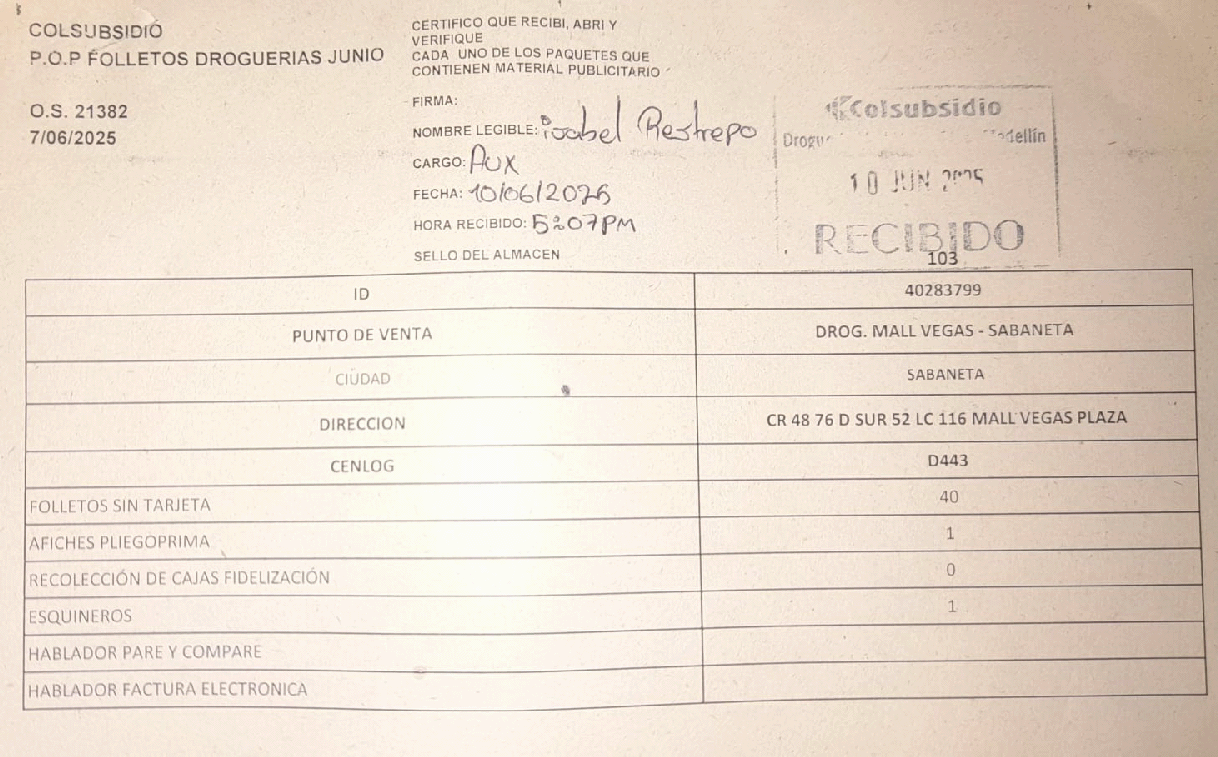 COLSUBSIDIO
P.O.P FOLLETOS DROGUERIAS JUNIO
O.S. 21382
7/06/2025
CERTIFICO QUE RECIBI, ABRI Y
VERIFIQUE
CADA UNO DE LOS PAQUETES QUE
CONTIENEN MATERIAL PUBLICITARIO
FIRMA:
NOMBRE LEGIBLE: isabel Restrepo
CARGO: Aux
FECHA: 10/06/2025
HORA RECIBIDO: 5:07PM
SELLO DEL ALMACEN
Colsubsidio
10 JUN
RECIBIDO
103
ID 40283799
PUNTO DE VENTA DROG. MALL VEGAS - SABANETA
CIUDAD SABANETA
DIRECCION CR 48 76 D SUR 52 LC 116 MALL VEGAS PLAZA
CENLOG D443
FOLLETOS SIN TARJETA 40
AFICHES PLIEGOPRIMA 1
RECOLECCIÓN DE CAJAS FIDELIZACIÓN 0
ESQUINEROS 1
HABLADOR PARE Y COMPARE
HABLADOR FACTURA ELECTRONICA